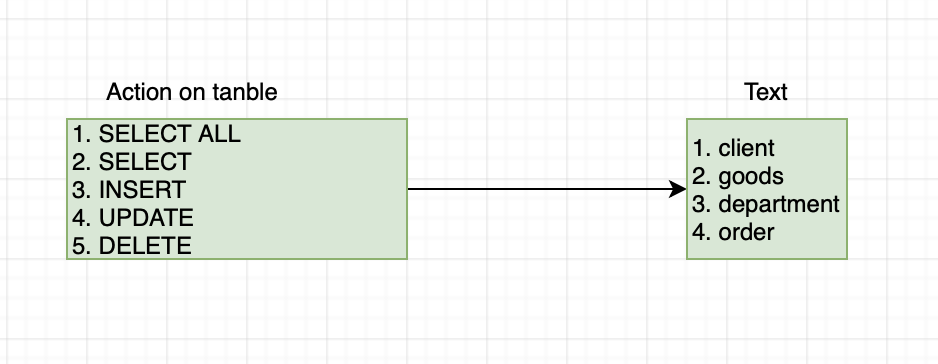 Action on tanble
1. SELECT ALL
2. SELECT
3. INSERT
4. UPDATE
5. DELETE
Text
1. client
2. goods
3. department
4. order